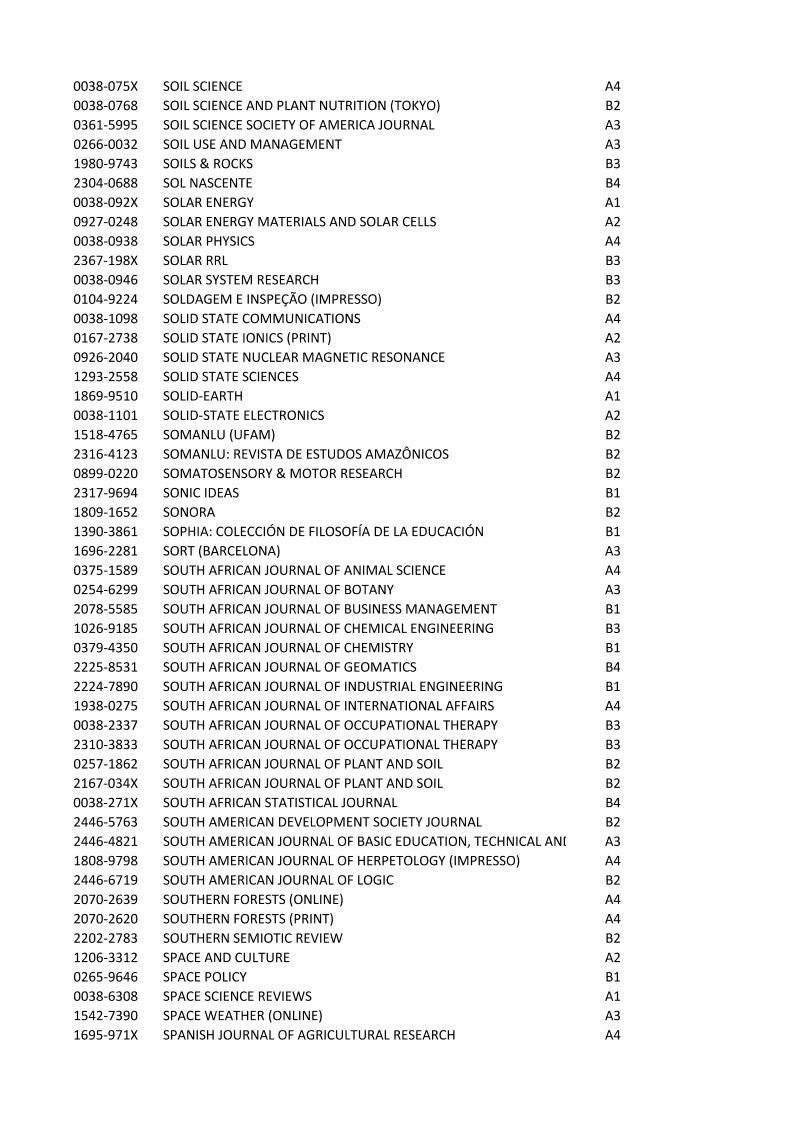 0038-075X SOIL SCIENCE A4
0038-0768 SOIL SCIENCE AND PLANT NUTRITION (TOKYO) B2
0361-5995 SOIL SCIENCE SOCIETY OF AMERICA JOURNAL A3
0266-0032 SOIL USE AND MANAGEMENT A3
1980-9743 SOILS & ROCKS B3
2304-0688 SOL NASCENTE B4
0038-092X SOLAR ENERGY A1
0927-0248 SOLAR ENERGY MATERIALS AND SOLAR CELLS A2
0038-0938 SOLAR PHYSICS A4
2367-198X SOLAR RRL B3
0038-0946 SOLAR SYSTEM RESEARCH B3
0104-9224 SOLDAGEM E INSPEÇÃO (IMPRESSO) B2
0038-1098 SOLID STATE COMMUNICATIONS A4
0167-2738 SOLID STATE IONICS (PRINT) A2
0926-2040 SOLID STATE NUCLEAR MAGNETIC RESONANCE A3
1293-2558 SOLID STATE SCIENCES A4
1869-9510 SOLID-EARTH A1
0038-1101 SOLID-STATE ELECTRONICS A2
1518-4765 SOMANLU (UFAM) B2
2316-4123 SOMANLU: REVISTA DE ESTUDOS AMAZÔNICOS B2
0899-0220 SOMATOSENSORY & MOTOR RESEARCH B2
2317-9694 SONIC IDEAS B1
1809-1652 SONORA B2
1390-3861 SOPHIA: COLECCIÓN DE FILOSOFÍA DE LA EDUCACIÓN B1
1696-2281 SORT (BARCELONA) A3
0375-1589 SOUTH AFRICAN JOURNAL OF ANIMAL SCIENCE A4
0254-6299 SOUTH AFRICAN JOURNAL OF BOTANY A3
2078-5585 SOUTH AFRICAN JOURNAL OF BUSINESS MANAGEMENT B1
1026-9185 SOUTH AFRICAN JOURNAL OF CHEMICAL ENGINEERING B3
0379-4350 SOUTH AFRICAN JOURNAL OF CHEMISTRY B1
2225-8531 SOUTH AFRICAN JOURNAL OF GEOMATICS B4
2224-7890 SOUTH AFRICAN JOURNAL OF INDUSTRIAL ENGINEERING B1
1938-0275 SOUTH AFRICAN JOURNAL OF INTERNATIONAL AFFAIRS A4
0038-2337 SOUTH AFRICAN JOURNAL OF OCCUPATIONAL THERAPY B3
2310-3833 SOUTH AFRICAN JOURNAL OF OCCUPATIONAL THERAPY B3
0257-1862 SOUTH AFRICAN JOURNAL OF PLANT AND SOIL B2
2167-034X SOUTH AFRICAN JOURNAL OF PLANT AND SOIL B2
0038-271X SOUTH AFRICAN STATISTICAL JOURNAL B4
2446-5763 SOUTH AMERICAN DEVELOPMENT SOCIETY JOURNAL B2
2446-4821 SOUTH AMERICAN JOURNAL OF BASIC EDUCATION, TECHNICAL A3
1808-9798 SOUTH AMERICAN JOURNAL OF HERPETOLOGY (IMPRESSO) A4
2446-6719 SOUTH AMERICAN JOURNAL OF LOGIC B2
2070-2639 SOUTHERN FORESTS (ONLINE) A4
2070-2620 SOUTHERN FORESTS (PRINT) A4
2202-2783 SOUTHERN SEMIOTIC REVIEW B2
1206-3312 SPACE AND CULTURE A2
0265-9646 SPACE POLICY B1
0038-6308 SPACE SCIENCE REVIEWS A1
1542-7390 SPACE WEATHER (ONLINE) A3
1695-971X SPANISH JOURNAL OF AGRICULTURAL RESEARCH A4